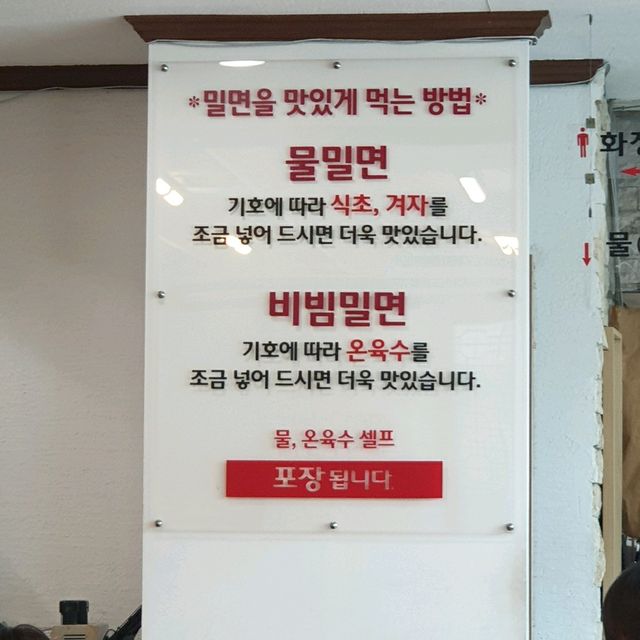 *밀면을 맛있게 먹는 방법*
물밀면
기호에 따라 식초, 겨자를
조금 넣어 드시면 더욱 맛있습니다.
비빔밀면
기호에 따라 온육수를
조금 넣어 드시면 더욱 맛있습니다.
물, 온육수 셀프
포장 됩니다.
물